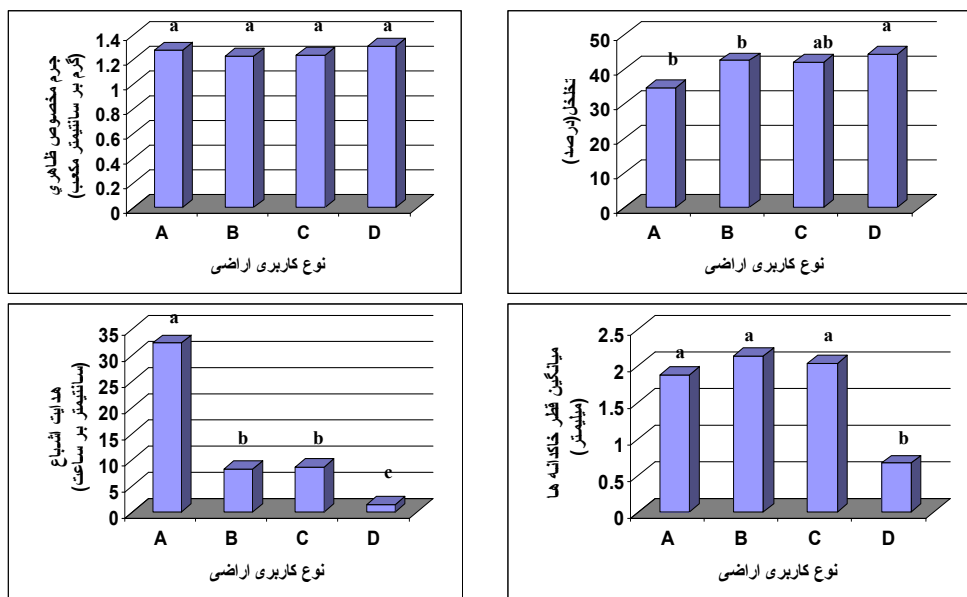 a a a a
1.4
1.2
1
0.8
0.6
0.4
0.2
0
جرم مخصوص ظاهري
(گرم بر سانتيمتر مکعب)
A B C D
نوع کاربری اراضی
b b ab a
50
40
30
20
10
0
تخلخل(درصد)
A B C D
نوع کاربری اراضی
a b b c
35
30
25
20
15
10
5
0
هدایت اشباع
(سانتیمتر بر ساعت)
A B C D
نوع کاربری اراضی
a a a b
2.5
2
1.5
1
0.5
0
میانگین قطر خاکدانه ها
(میلیمتر)
A B C D
نوع کاربری اراضی